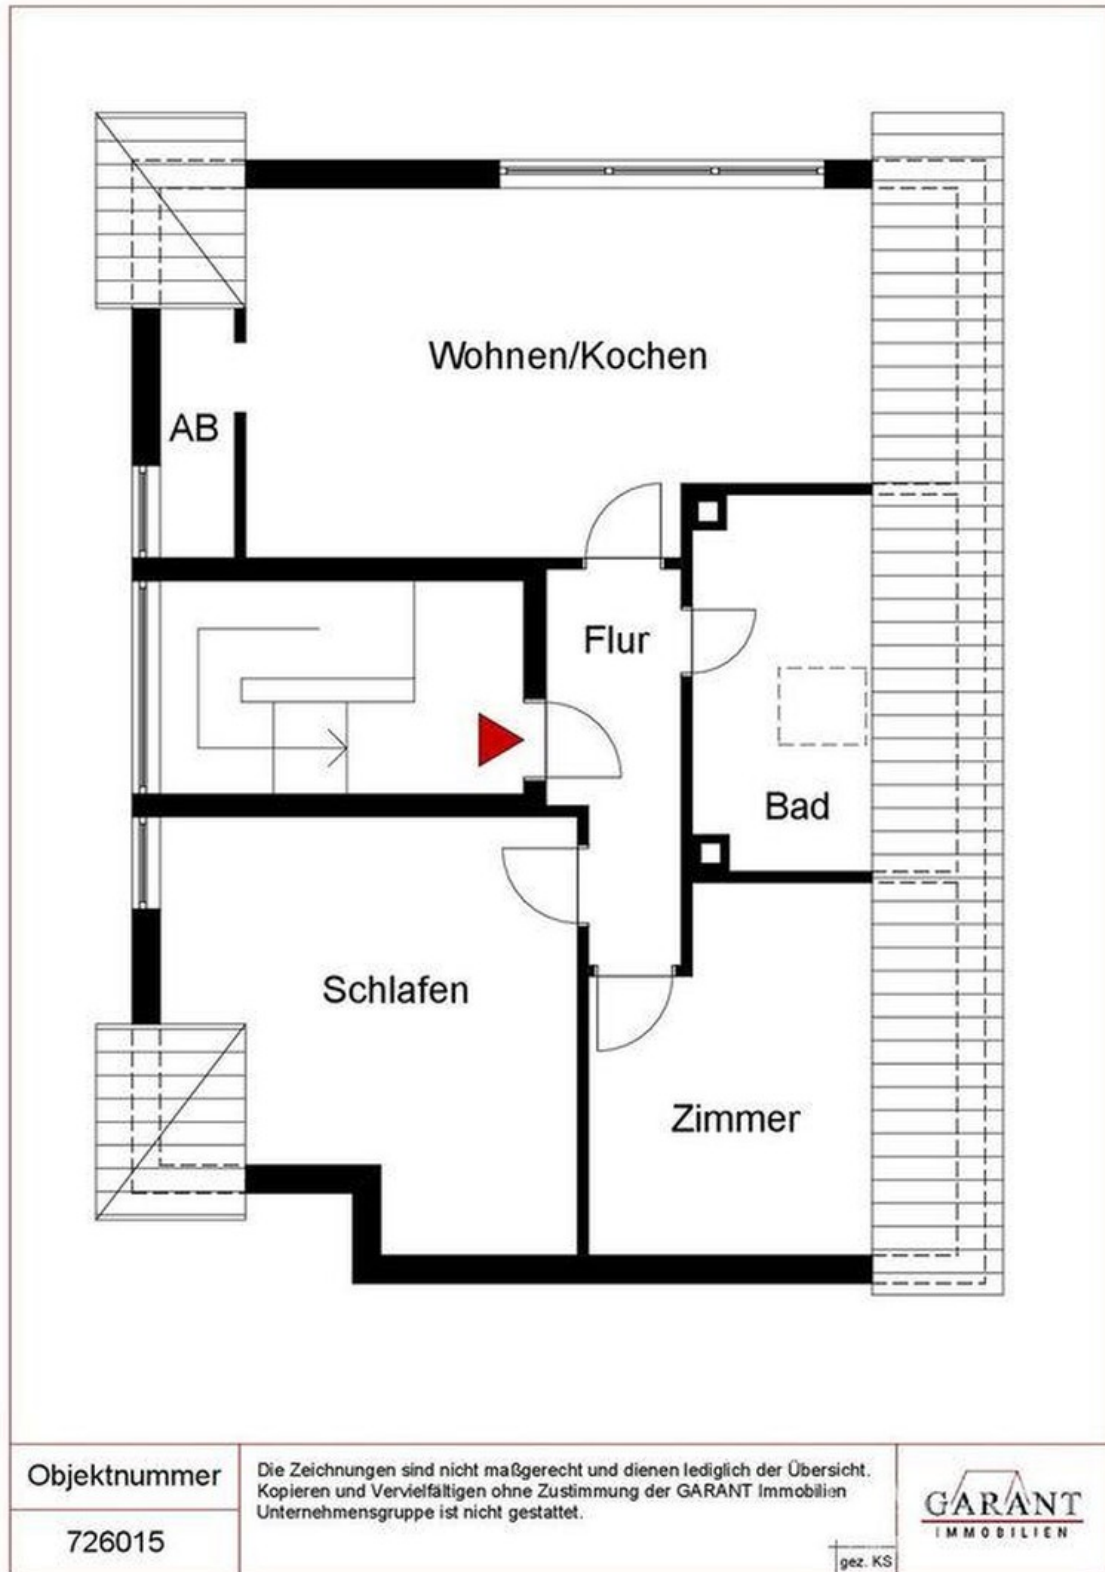 Wohnen/Kochen
AB
Flur
Bad
Schlafen
Zimmer
Objektnummer
726015
Die Zeichnungen sind nicht maßgerecht und dienen lediglich der Übersicht.
Kopieren und Vervielfältigen ohne Zustimmung der GARANT Immobilien
Unternehmensgruppe ist nicht gestattet.
gez. KS
GARANT
IMMOBILIEN